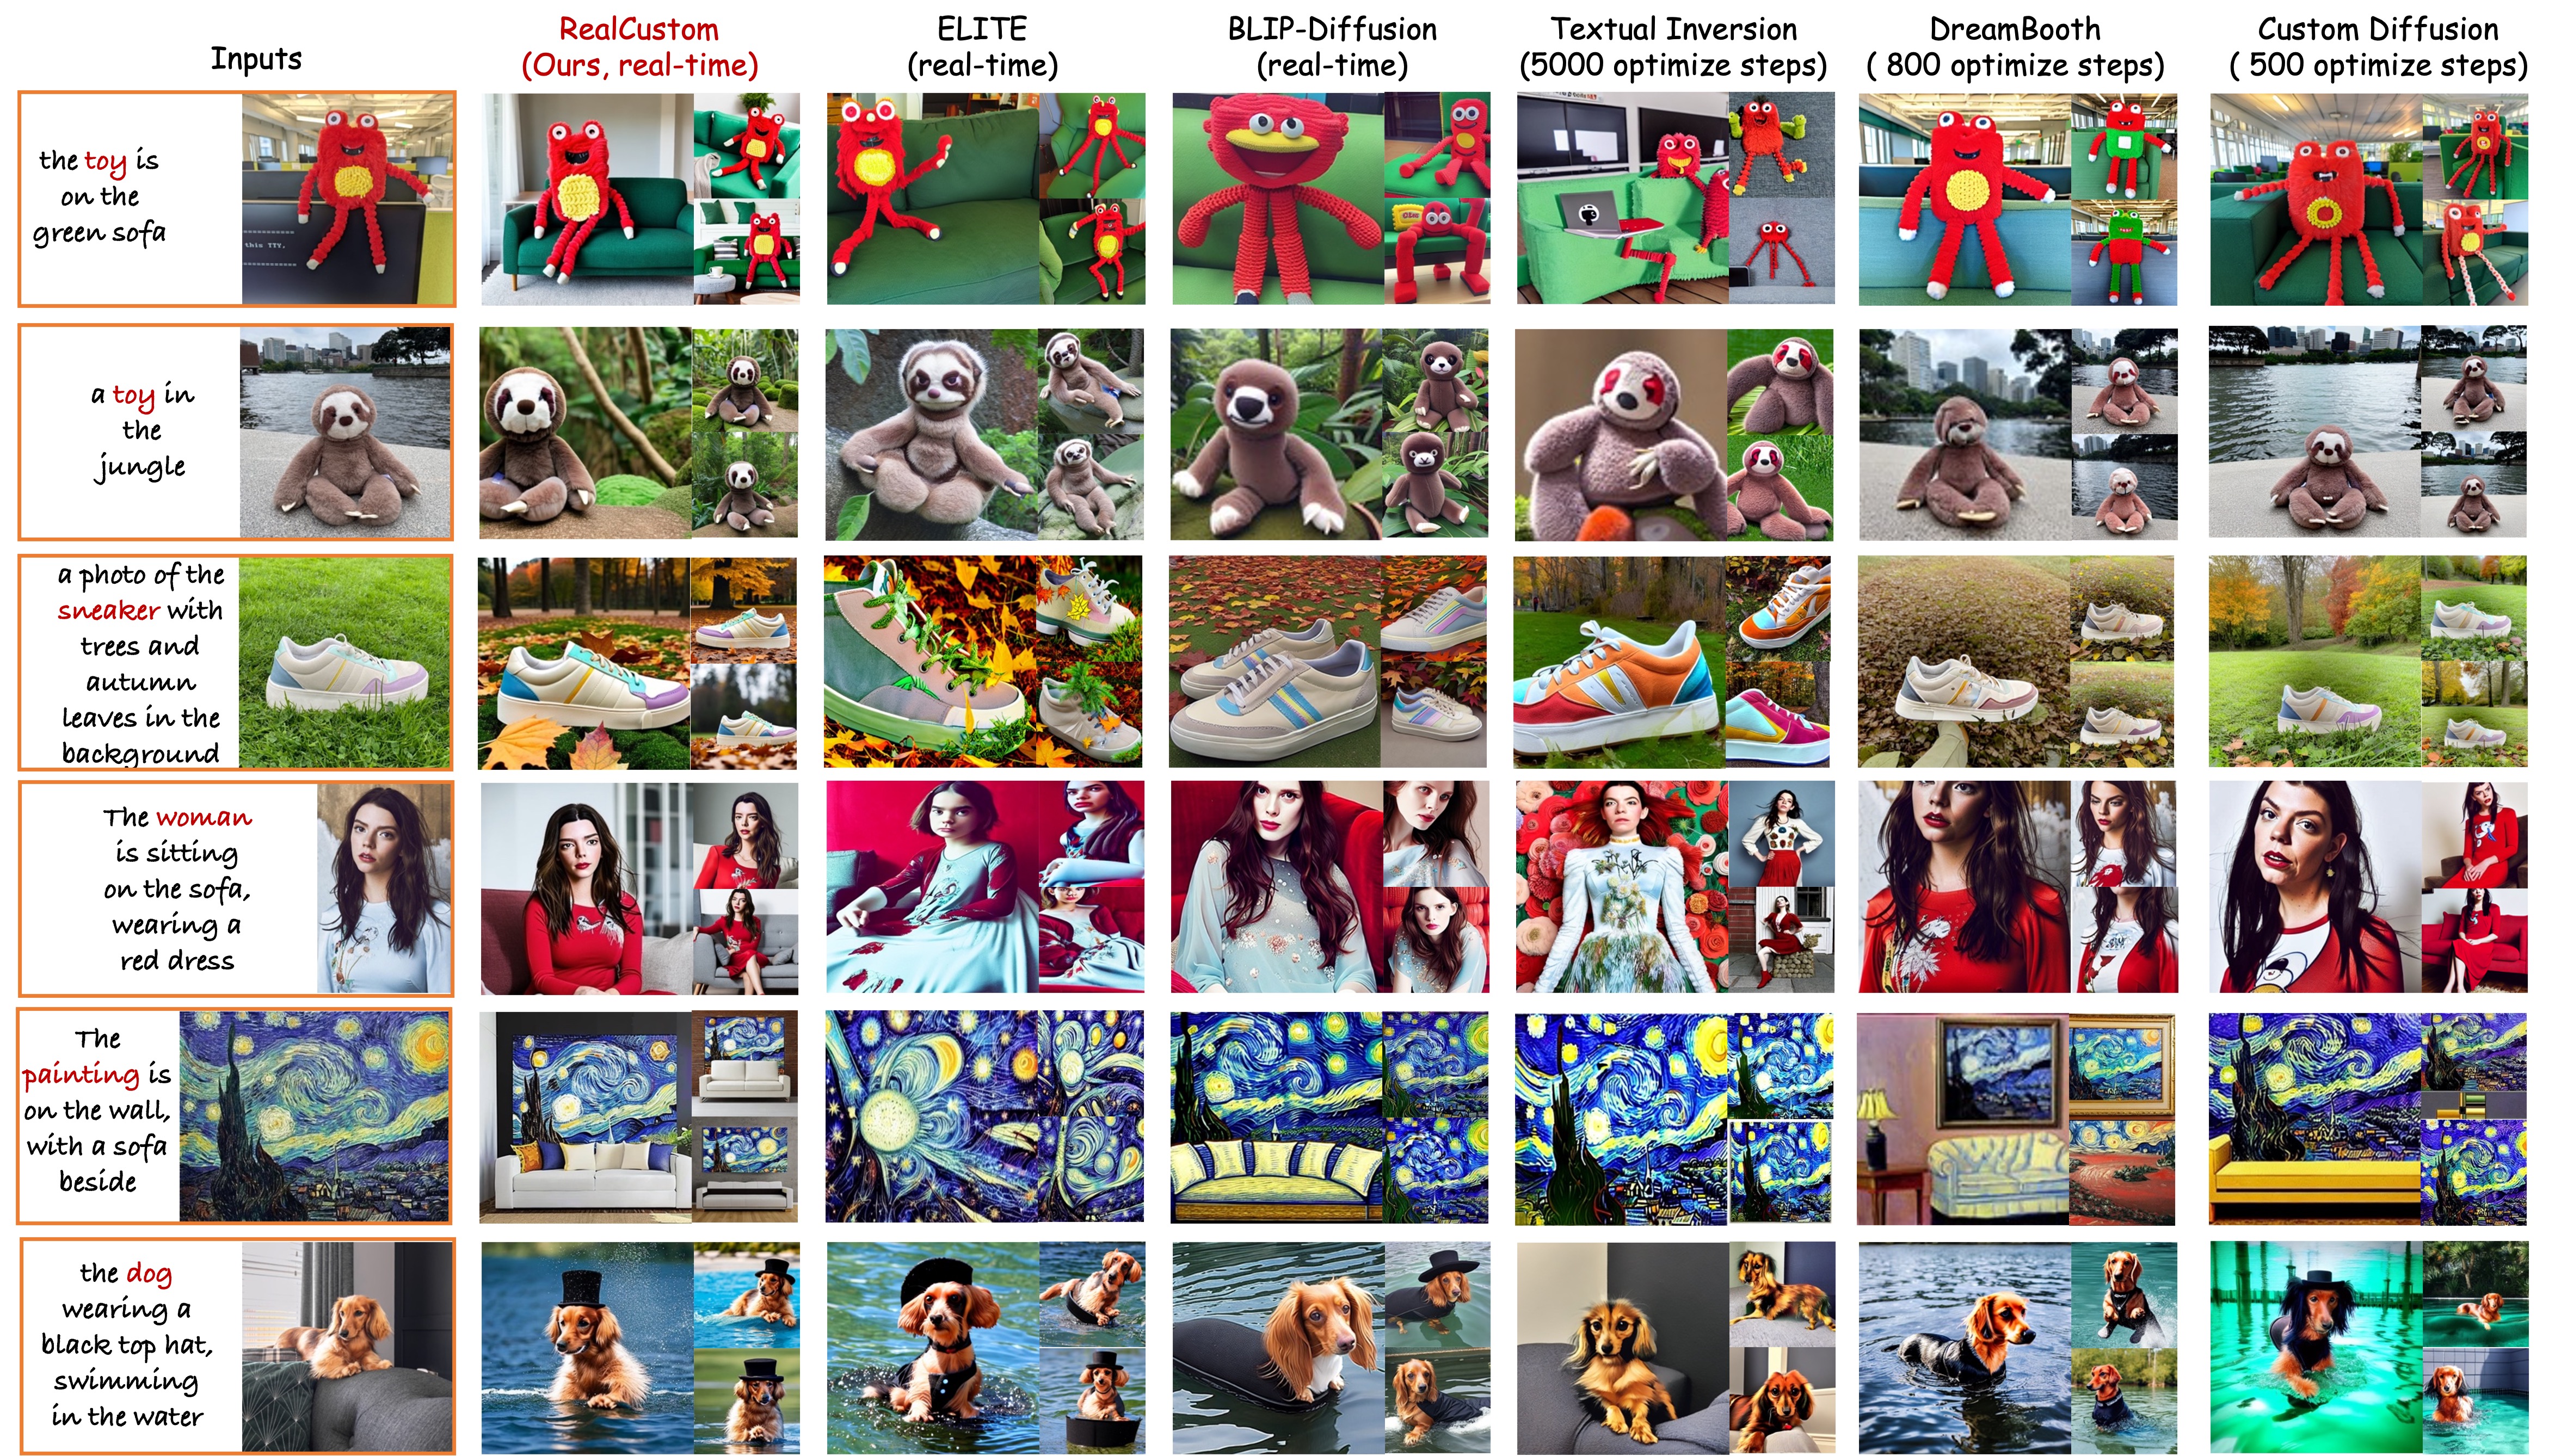 Inputs
RealCustom
(Ours, real-time)
ELITE
(real-time)
BLIP-Diffusion
(real-time)
Textual Inversion
(5000 optimize steps)
DreamBooth
( 800 optimize steps)
Custom Diffusion
( 500 optimize steps)
the toy is
on the
green sofa
this TTY.
a toy in
the
jungle
a photo of the
sneaker with
trees and
autumn
leaves in the
background
The woman
is sitting
on the sofa,
wearing a
red dress
The
painting is
on the wall,
with a sofa
beside
the dog
wearing a
black top hat,
swimming
in the water